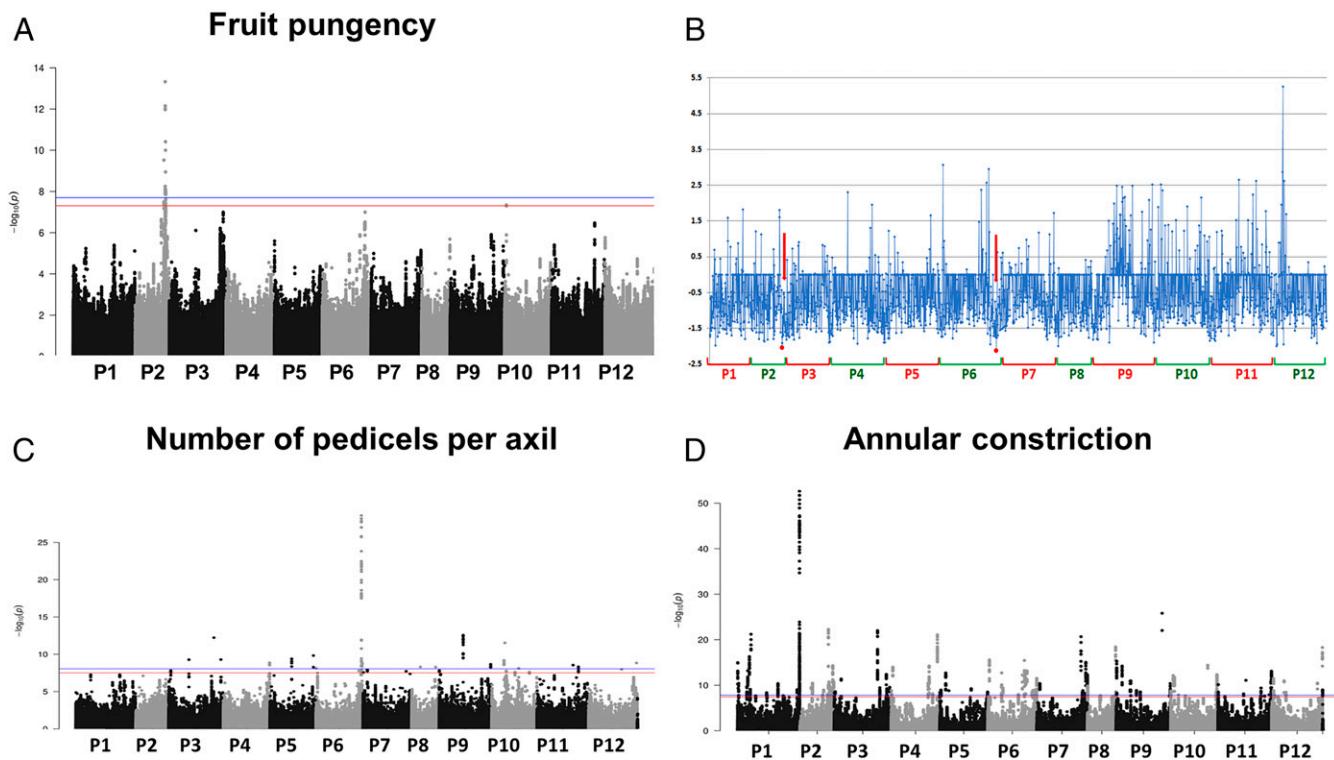 A
Fruit pungency
14
12
10
8
6
4
2
0
−log10(p)
P1 P2 P3 P4 P5 P6 P7 P8 P9 P10 P11 P12
B
5.5
4.5
3.5
2.5
1.5
0.5
-0.5
-1.5
-2.5
P1 P2 P3 P4 P5 P6 P7 P8 P9 P10 P11 P12
C
Number of pedicels per axil
25
20
15
10
5
0
−log10(p)
P1 P2 P3 P4 P5 P6 P7 P8 P9 P10 P11 P12
D
Annular constriction
50
40
30
20
10
0
−log10(p)
P1 P2 P3 P4 P5 P6 P7 P8 P9 P10 P11 P12